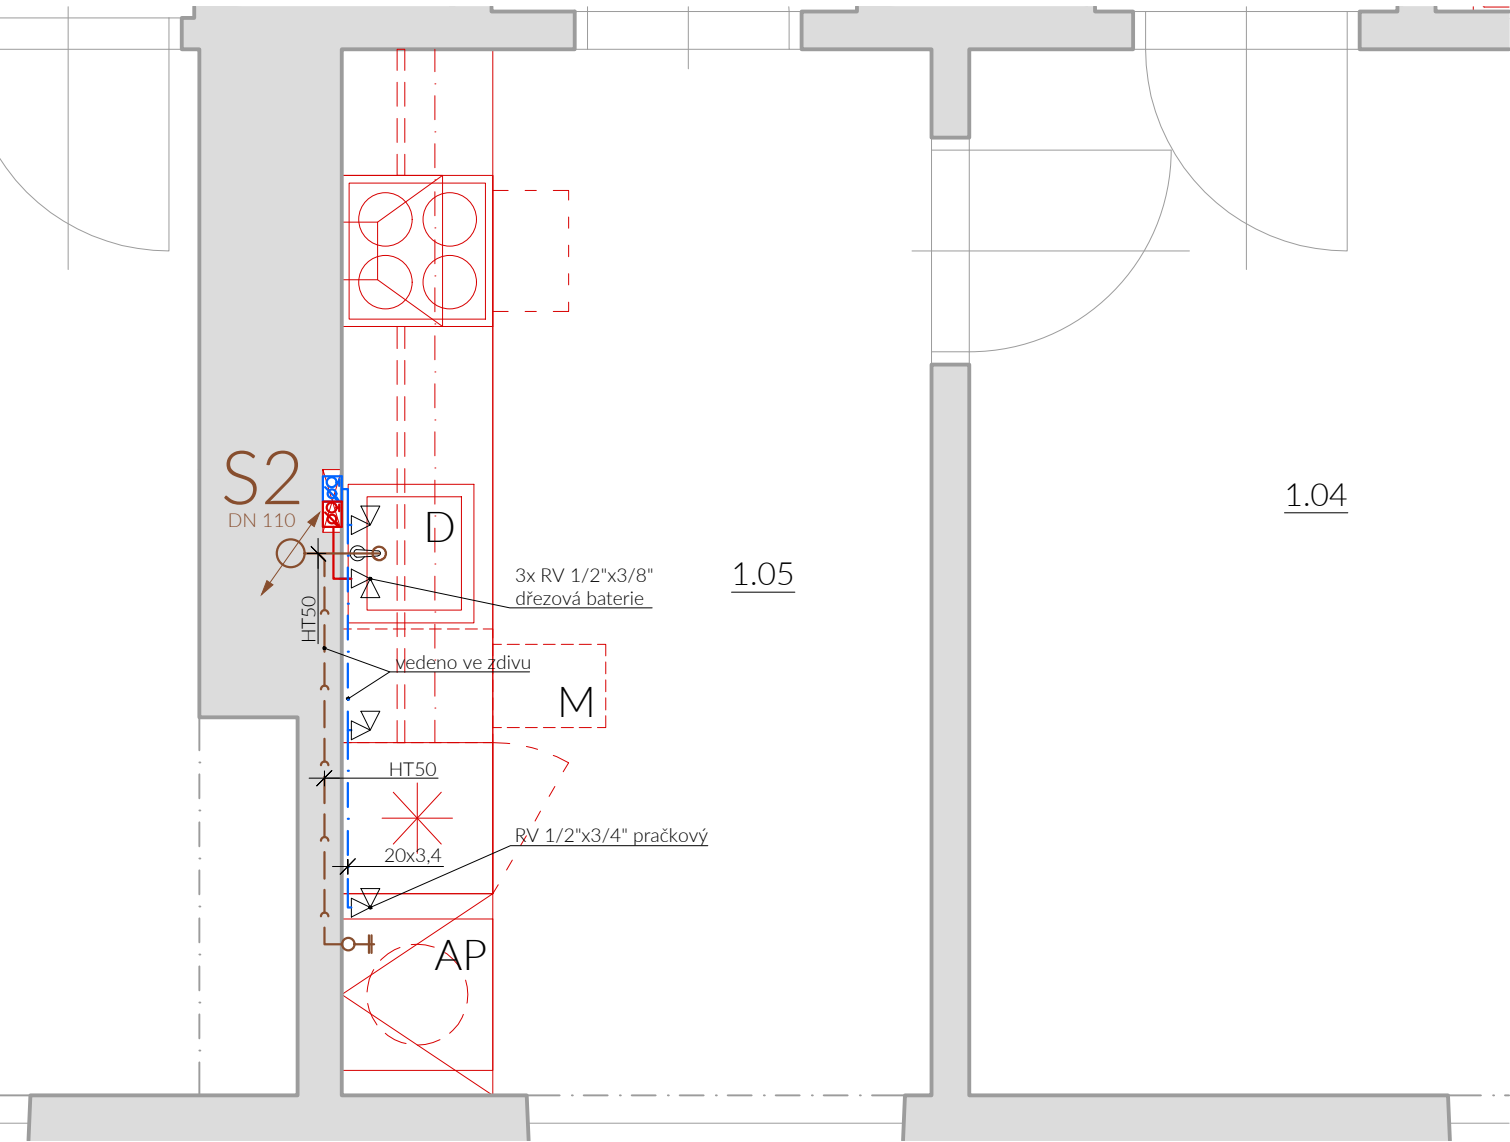 S2
DN 110
D
3x RV 1/2"x3/8"
dřezová baterie
1.05
1.04
HT50
vedeno ve zdivu
M
HT50
RV 1/2"x3/4" pračkový
20x3,4
AP